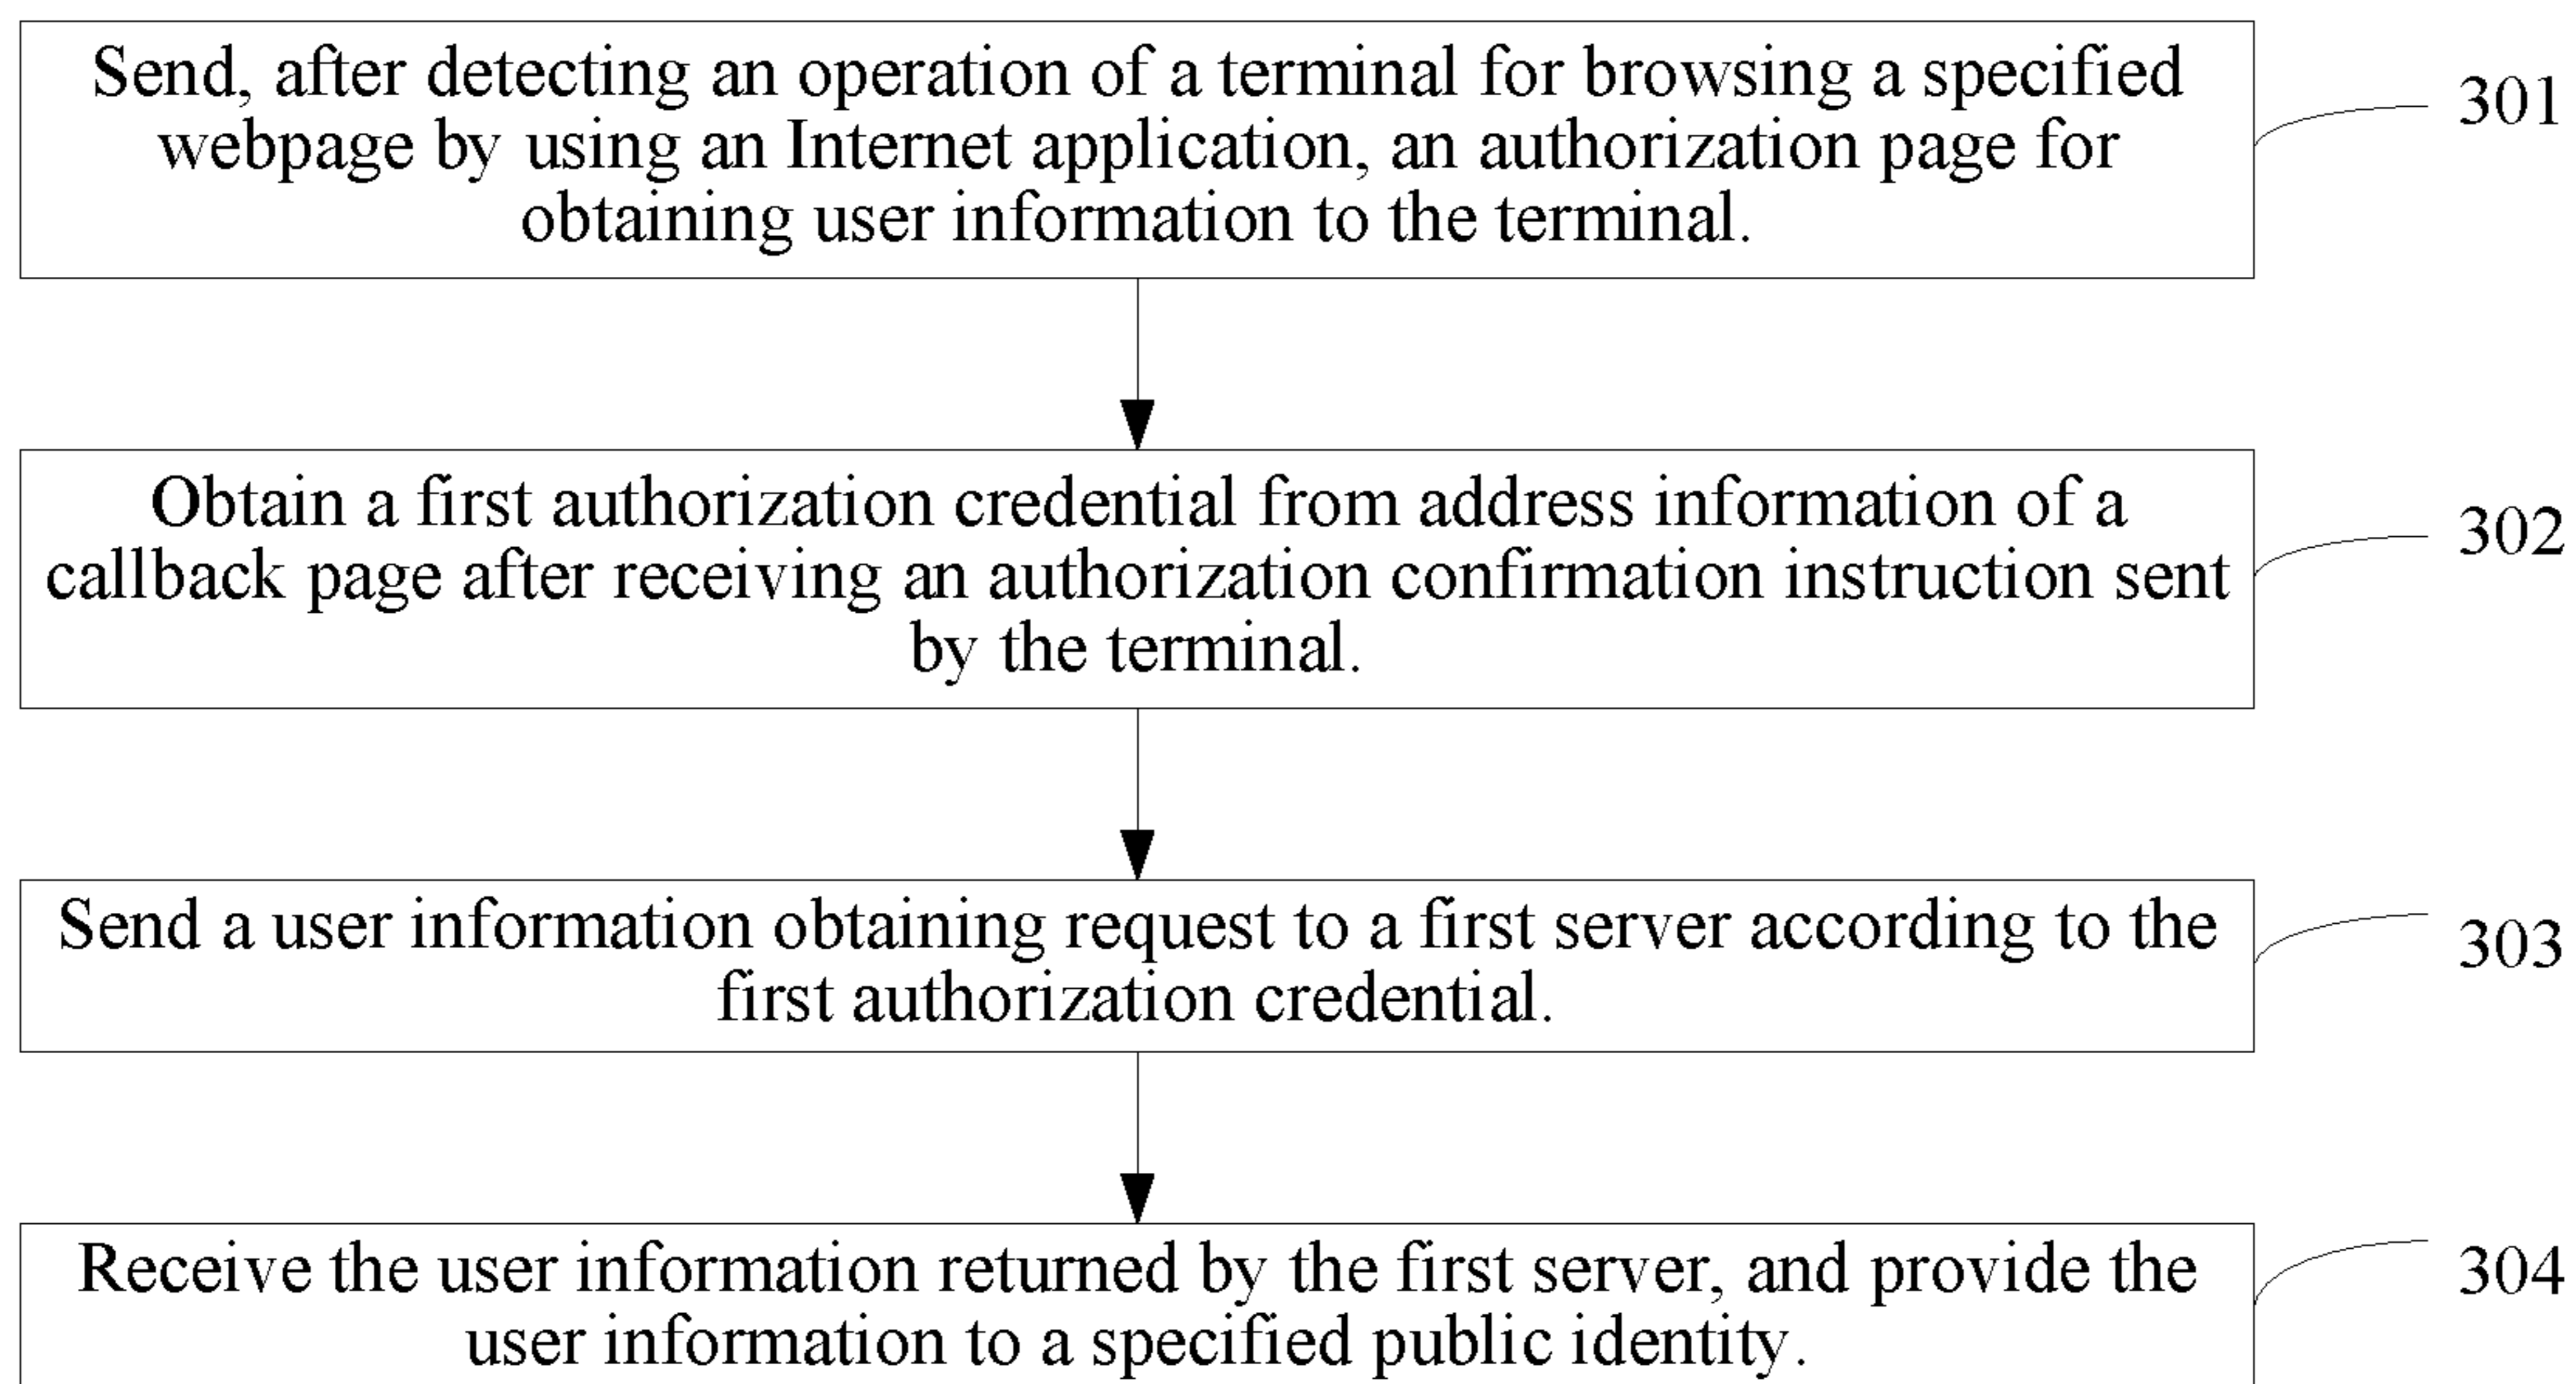 Send, after detecting an operation of a terminal for browsing a specified
webpage by using an Internet application, an authorization page for
obtaining user information to the terminal.
301
Obtain a first authorization credential from address information of a
callback page after receiving an authorization confirmation instruction sent
by the terminal.
302
Send a user information obtaining request to a first server according to the
first authorization credential.
303
Receive the user information returned by the first server, and provide the
user information to a specified public identity.
304